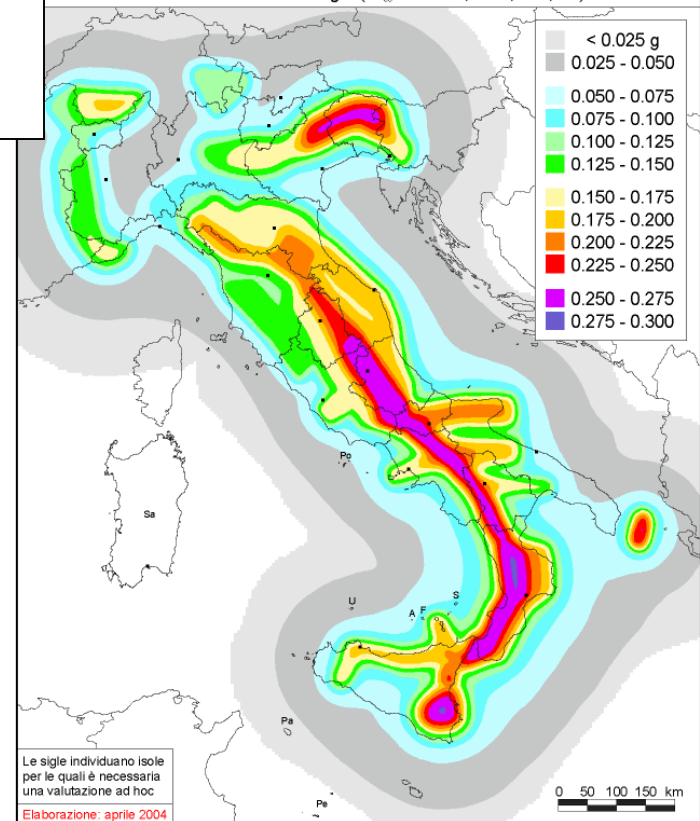 < 0.025 g
0.025 - 0.050
0.050 - 0.075
0.075 - 0.100
0.100 - 0.125
0.125 - 0.150
0.150 - 0.175
0.175 - 0.200
0.200 - 0.225
0.225 - 0.250
0.250 - 0.275
0.275 - 0.300
Po
Sa
U
A F
S
Pa
Pe
Le sigle individuano isole
per le quali è necessaria
una valutazione ad hoc
Elaborazione: aprile 2004
0 50 100 150 km